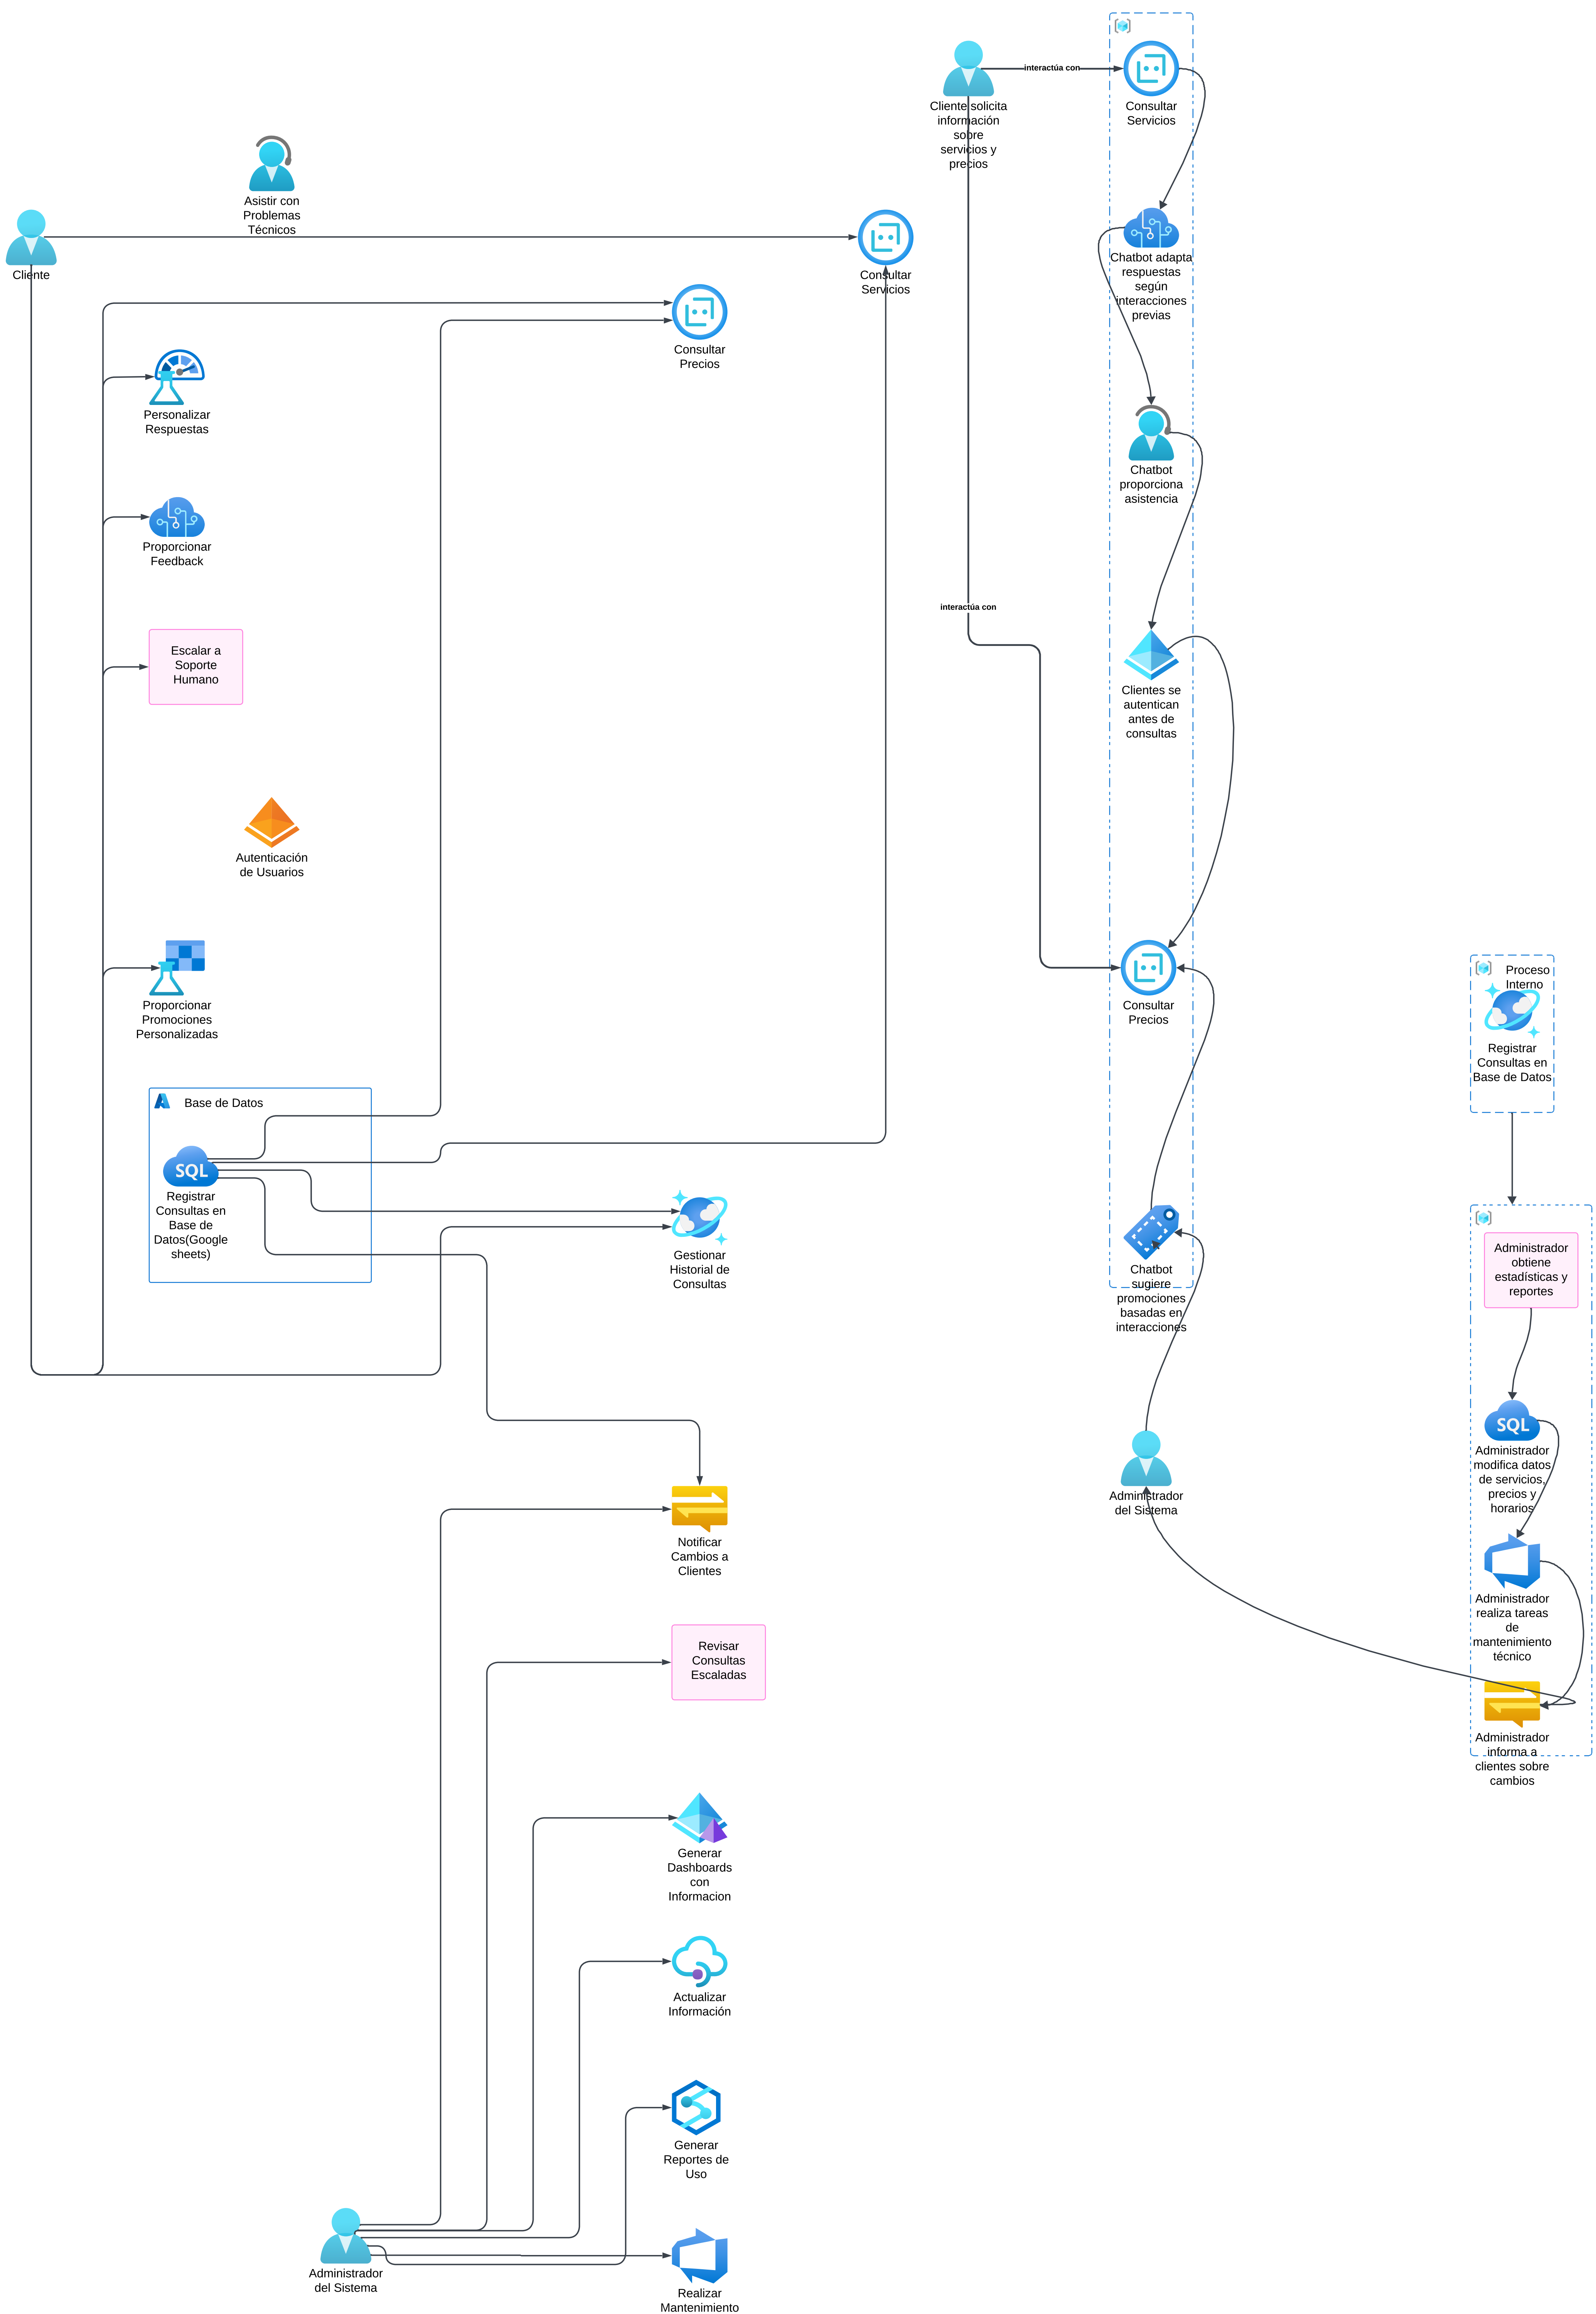 interactúa con
Cliente solicita
información
sobre
servicios y
precios
Consultar
Servicios
Asistir con
Problemas
Técnicos
Cliente
Consultar
Servicios
Chatbot adapta
respuestas
según
interacciones
previas
Consultar
Precios
Personalizar
Respuestas
Chatbot
proporciona
asistencia
Proporcionar
Feedback
interactúa con
Escalar a
Soporte
Humano
Clientes se
autentican
antes de
consultas
Autenticación
de Usuarios
Proporcionar
Promociones
Personalizadas
Consultar
Precios
Proceso
Interno
Registrar
Consultas en
Base de Datos
Base de Datos
SQL
Registrar
Consultas en
Base de
Datos(Google
sheets)
Gestionar
Historial de
Consultas
Chatbot
sugiere
promociones
basadas en
interacciones
Administrador
obtiene
estadísticas y
reportes
SQL
Administrador
modifica datos
de servicios,
precios y
horarios
Administrador
del Sistema
Notificar
Cambios a
Clientes
Administrador
realiza tareas
de
mantenimiento
técnico
Revisar
Consultas
Escaladas
Administrador
informa a
clientes sobre
cambios
Generar
Dashboards
con
Informacion
Actualizar
Información
Generar
Reportes de
Uso
Administrador
del Sistema
Realizar
Mantenimiento